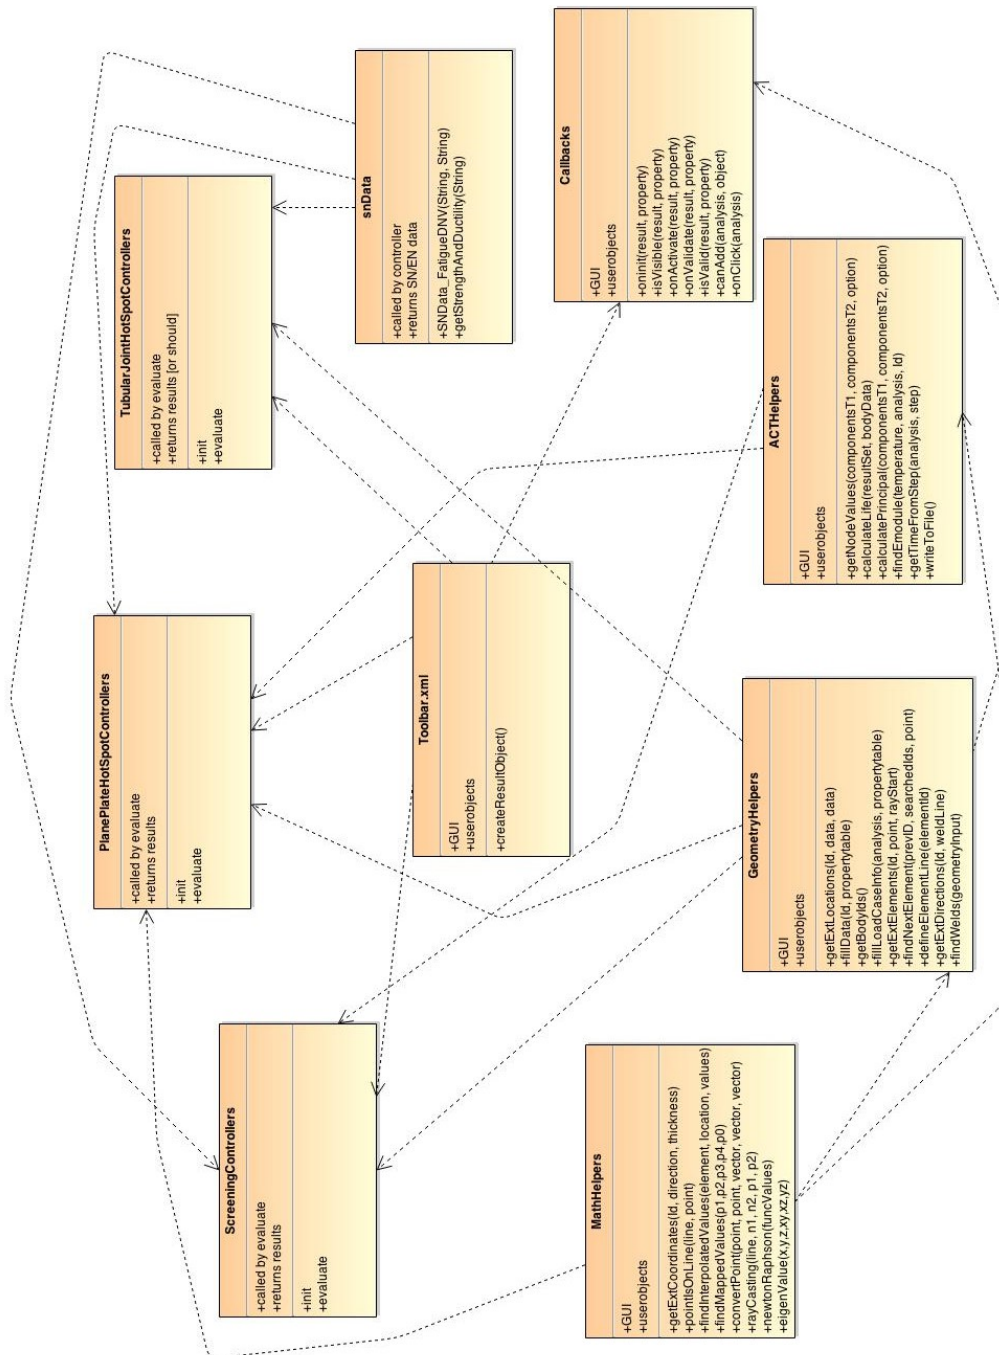 ScreeningControllers
+called by evaluate
+returns results
+init
+evaluate
PlanePlateHotSpotControllers
+called by evaluate
+returns results
+init
+evaluate
TubularJointHotSpotControllers
+called by evaluate
+returns results [or should]
+init
+evaluate
snData
+called by controller
+returns SN/EN data
+SNData_FatigueDNV(String, String)
+getStrengthAndDuctility(String)
Toolbar.xml
+GUI
+userobjects
+createResultObject()
Callbacks
+GUI
+userobjects
+oninit(result, property)
+isVisible(result, property)
+onActivate(result, property)
+onValidate(result, property)
+isValid(result, property)
+canAdd(analysis, object)
+onClick(analysis)
MathHelpers
+GUI
+userobjects
+getExtCoordinates(Id, direction, thickness)
+pointIsOnLine(line, point)
+findInterpolatedValues(element, location, values)
+findMappedValues(p1,p2,p3,p4,p0)
+convertPoint(point, point, vector, vector, vector)
+rayCasting(line, n1, n2, p1, p2)
+newtonRaphson(funcValues)
+eigenValue(x,y,z,xy,xz,yz)
GeometryHelpers
+GUI
+userobjects
+getExtLocations(Id, data, data)
+fillData(Id, propertytable)
+getBodyIds()
+fillLoadCaseInfo(analysis, propertytable)
+getExtElements(Id, point, rayStart)
+findNextElement(prevID, searchedIds, point)
+defineElementLine(elementId)
+getExtDirections(Id, weldLine)
+findWelds(geometryInput)
ACTHelpers
+GUI
+userobjects
+getNodeValues(componentsT1, componentsT2, option)
+calculateLife(resultSet, bodyData)
+calculatePrincipal(componentsT1, componentsT2, option)
+findEmodule(temperature, analysis, Id)
+getTimeFromStep(analysis, step)
+writeToFile()